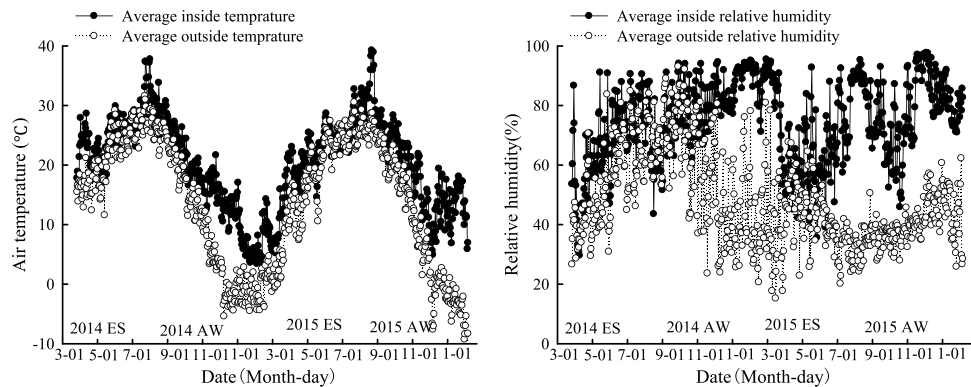 Average inside temprature
Average outside temprature
40
30
20
10
0
-10
Air temperature (℃)
2014 ES
2014 AW
2015 ES
2015 AW
3-01 5-01 7-01 9-01 11-01 1-01 3-01 5-01 7-01 9-01 11-01 1-01
Date (Month-day)
Average inside relative humidity
Average outside relative humidity
100
80
60
40
20
0
Relative humidity(%)
2014 ES
2014 AW
2015 ES
2015 AW
3-01 5-01 7-01 9-01 11-01 1-01 3-01 5-01 7-01 9-01 11-01 1-01
Date (Month-day)